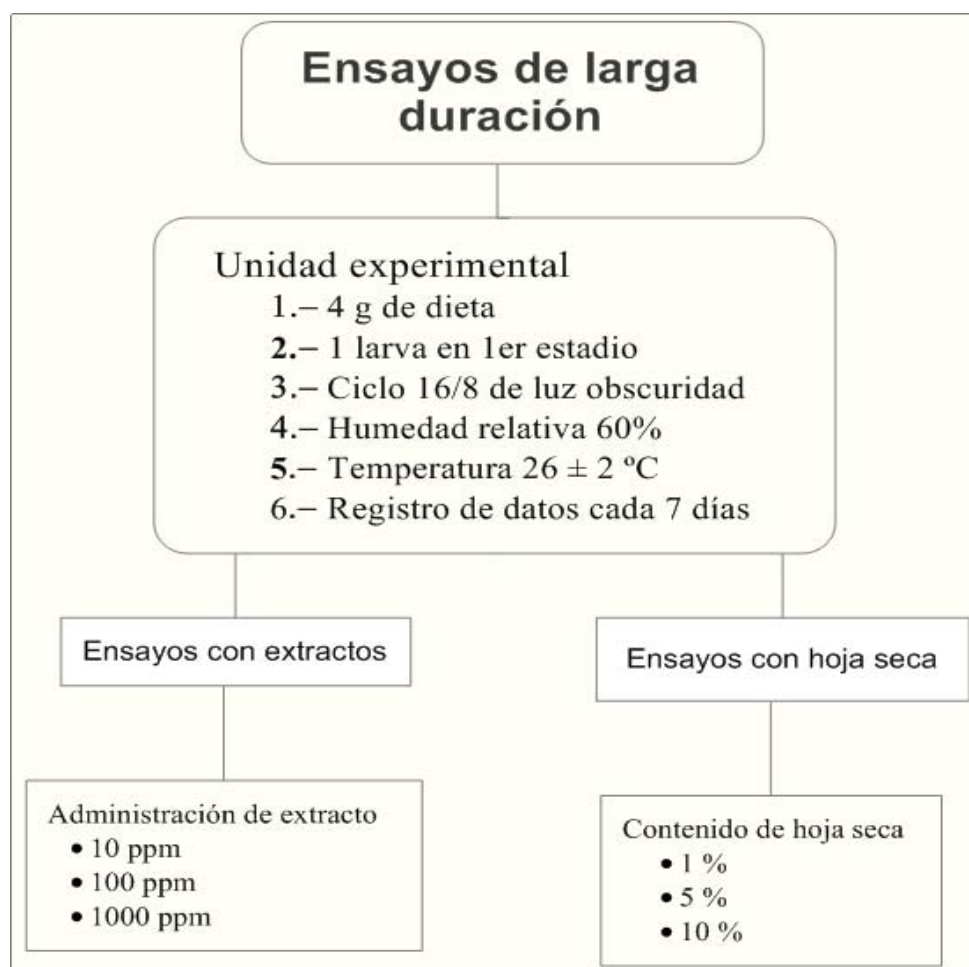 Ensayos de larga
duración
Unidad experimental
1.– 4 g de dieta
2.– 1 larva en 1er estadio
3.– Ciclo 16/8 de luz obscuridad
4.– Humedad relativa 60%
5.– Temperatura 26 ± 2 ºC
6.– Registro de datos cada 7 días
Ensayos con extractos
Administración de extracto
• 10 ppm
• 100 ppm
• 1000 ppm
Ensayos con hoja seca
Contenido de hoja seca
• 1 %
• 5 %
• 10 %